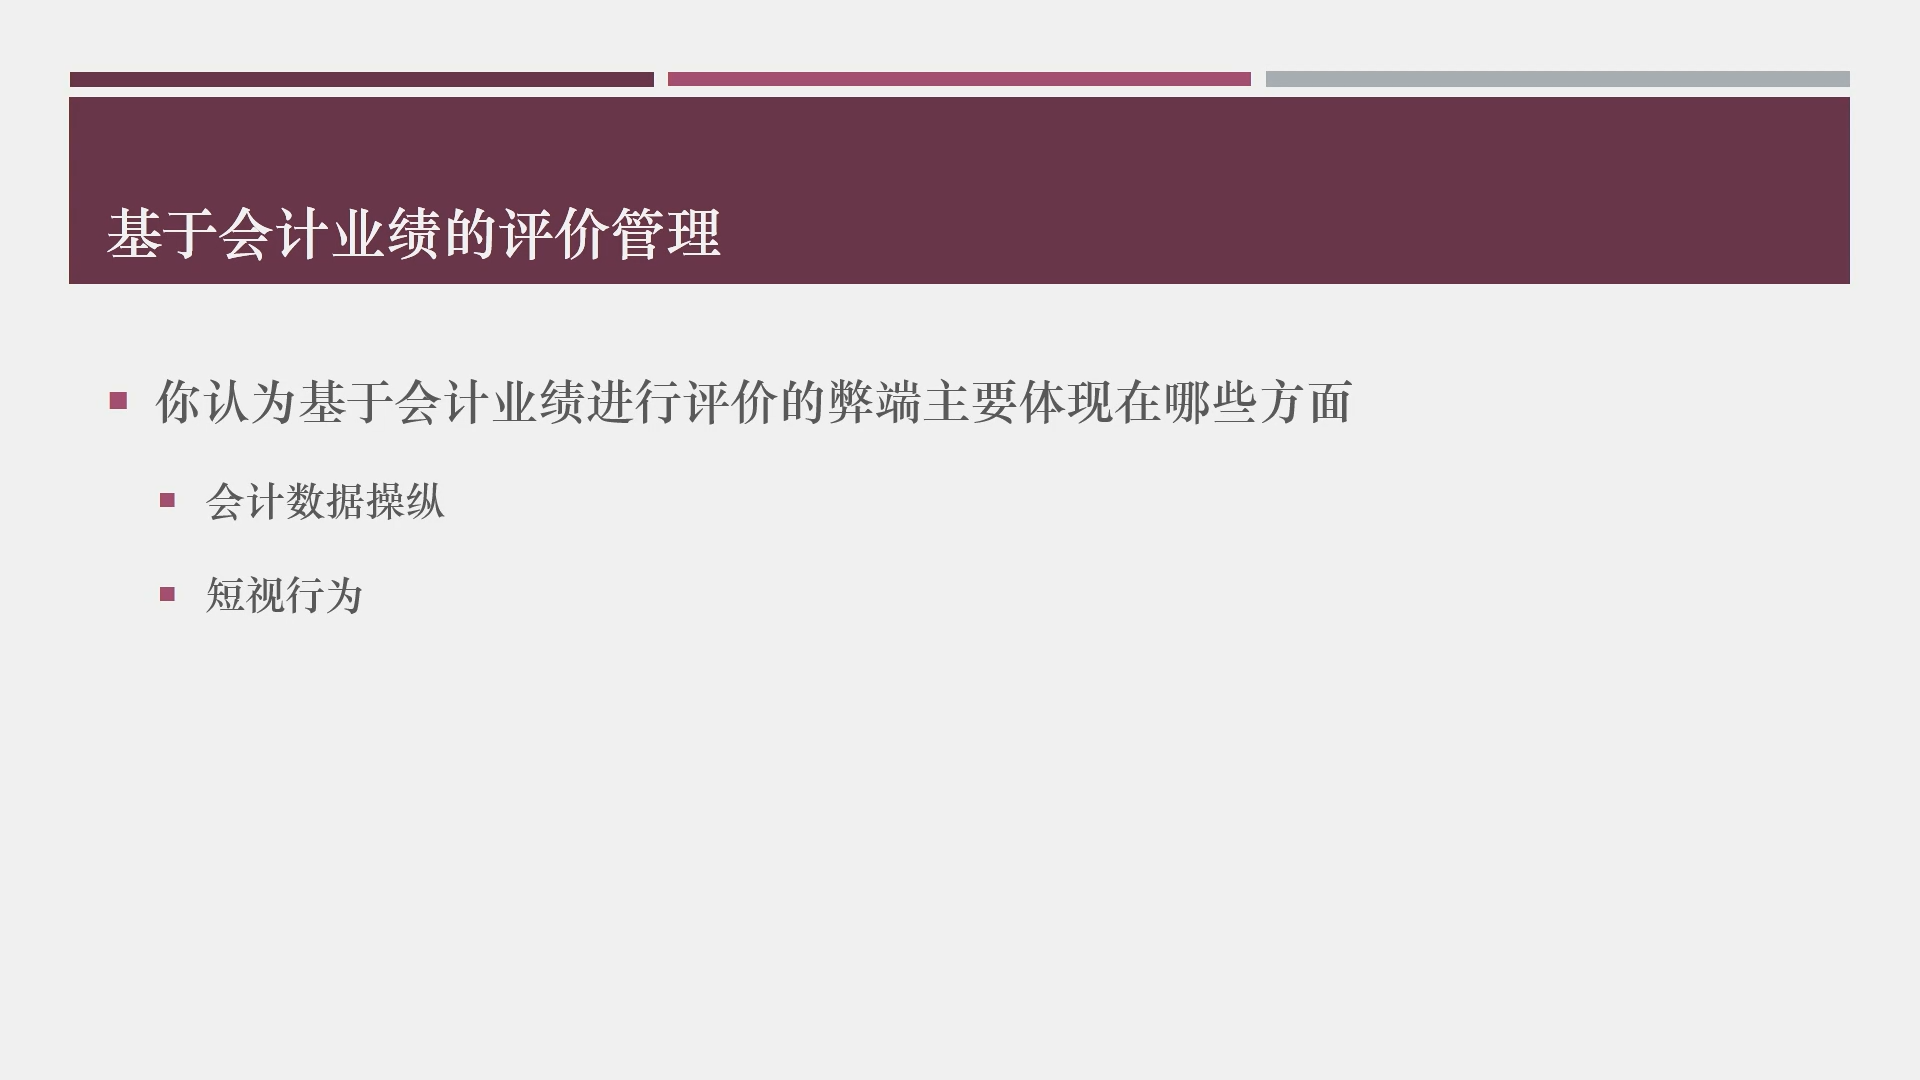 基于会计业绩的评价管理
你认为基于会计业绩进行评价的弊端主要体现在哪些方面
会计数据操纵
短视行为